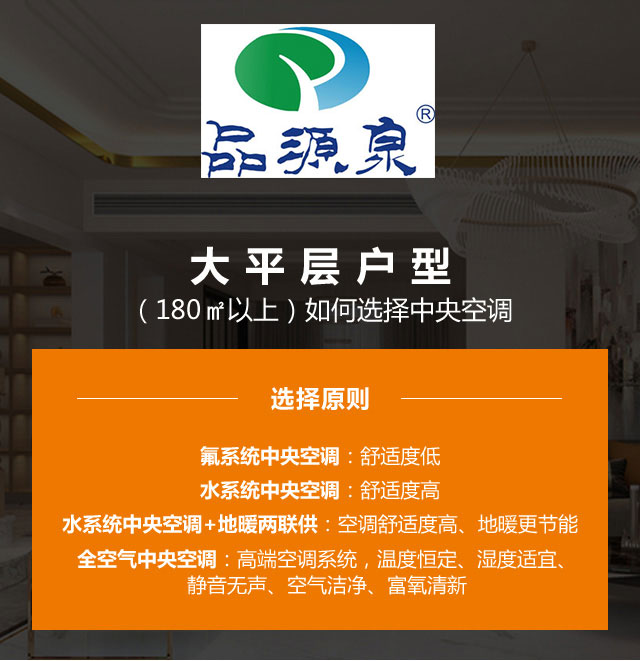 品源泉®
大平层户型
（180㎡以上）如何选择中央空调
选择原则
氟系统中央空调：舒适度低
水系统中央空调：舒适度高
水系统中央空调+地暖两联供：空调舒适度高、地暖更节能
全空气中央空调：高端空调系统，温度恒定、湿度适宜、
静音无声、空气洁净、富氧清新